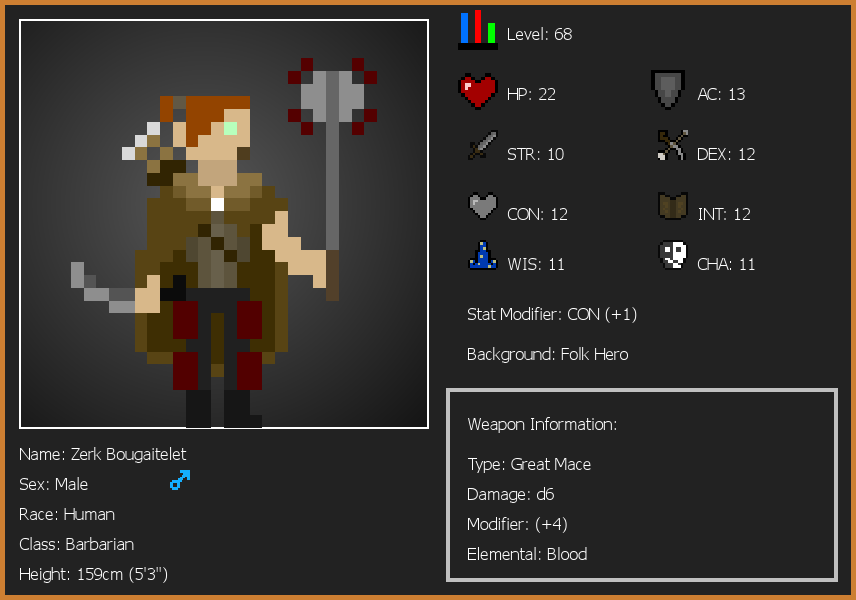 Level: 68
HP: 22
AC: 13
STR: 10
DEX: 12
CON: 12
INT: 12
WIS: 11
CHA: 11
Stat Modifier: CON (+1)
Background: Folk Hero
Weapon Information:
Type: Great Mace
Damage: d6
Modifier: (+4)
Elemental: Blood
Name: Zerk Bougaitelet
Sex: Male
Race: Human
Class: Barbarian
Height: 159cm (5'3")